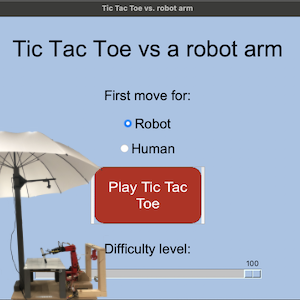 Tic Tac Toe vs. robot arm
Tic Tac Toe vs a robot arm
First move for:
Robot
Human
Play Tic Tac
Toe
Difficulty level:
100